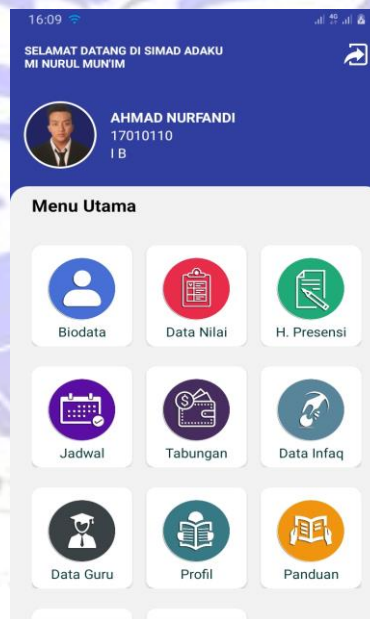 16:09
SELAMAT DATANG DI SIMAD ADAKU
MI NURUL MUN'IM
AHMAD NURFANDI
17010110
I B
Menu Utama
Biodata
Data Nilai
H. Presensi
Jadwal
Tabungan
Data Infaq
Data Guru
Profil
Panduan